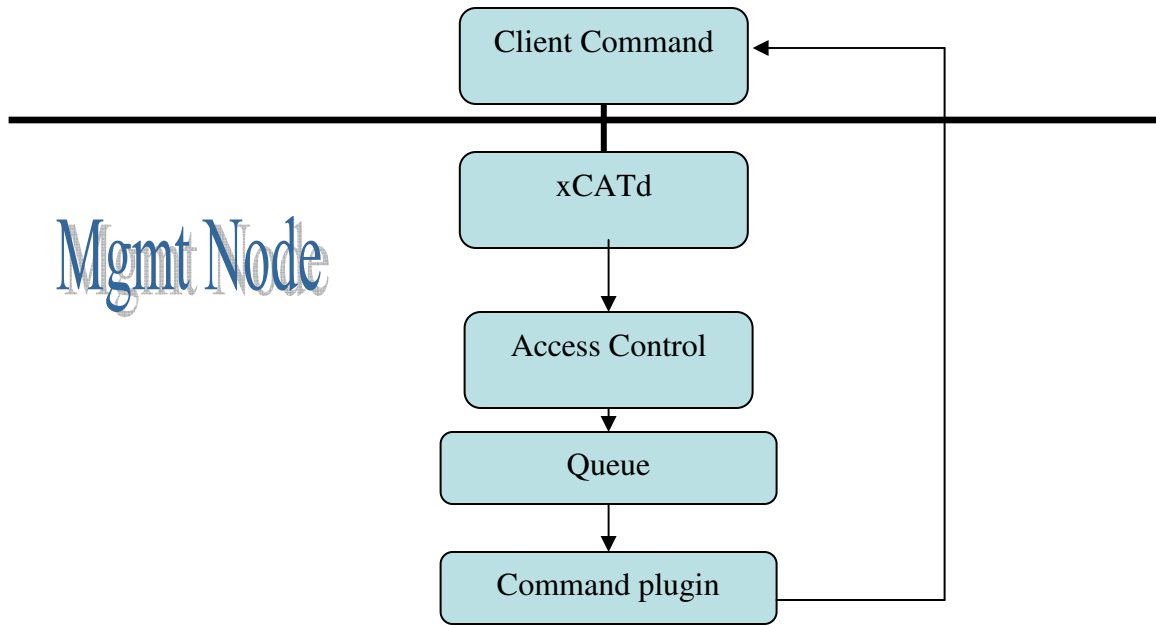 Client Command
xCATd
Mgmt Node
Access Control
Queue
Command plugin